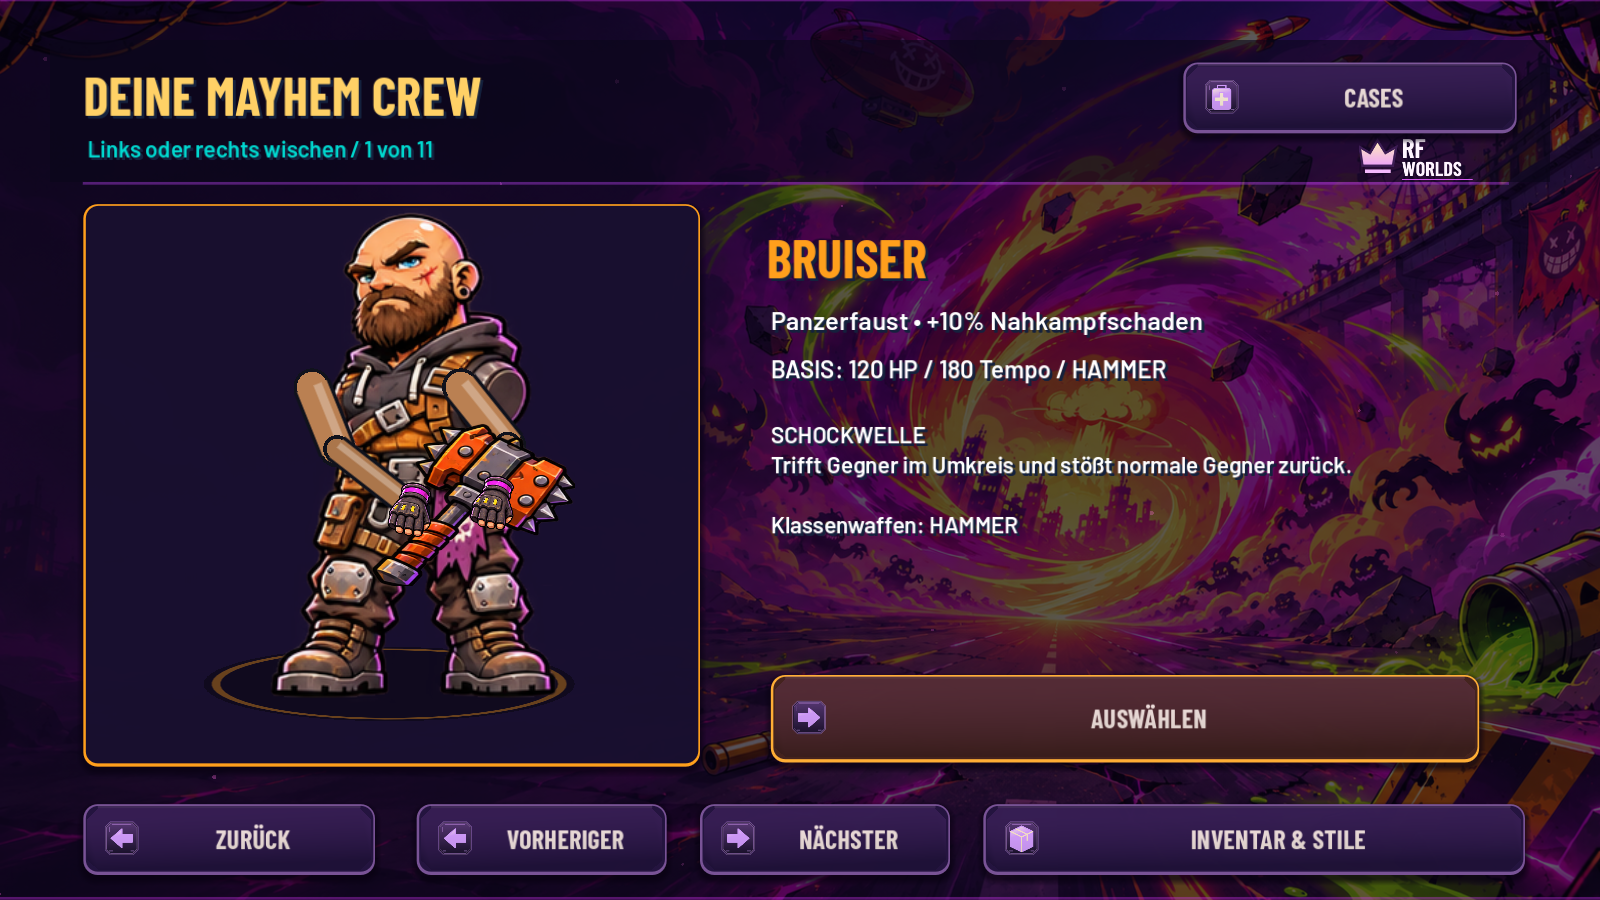 DEINE MAYHEM CREW
Links oder rechts wischen / 1 von 11
CASES
RF
WORLDS
BRUISER
Panzerfaust • +10% Nahkampfschaden
BASIS: 120 HP / 180 Tempo / HAMMER
SCHOCKWELLE
Trifft Gegner im Umkreis und stößt normale Gegner zurück.
Klassenwaffen: HAMMER
AUSWÄHLEN
ZURÜCK
VORHERIGER
NÄCHSTER
INVENTAR & STILE